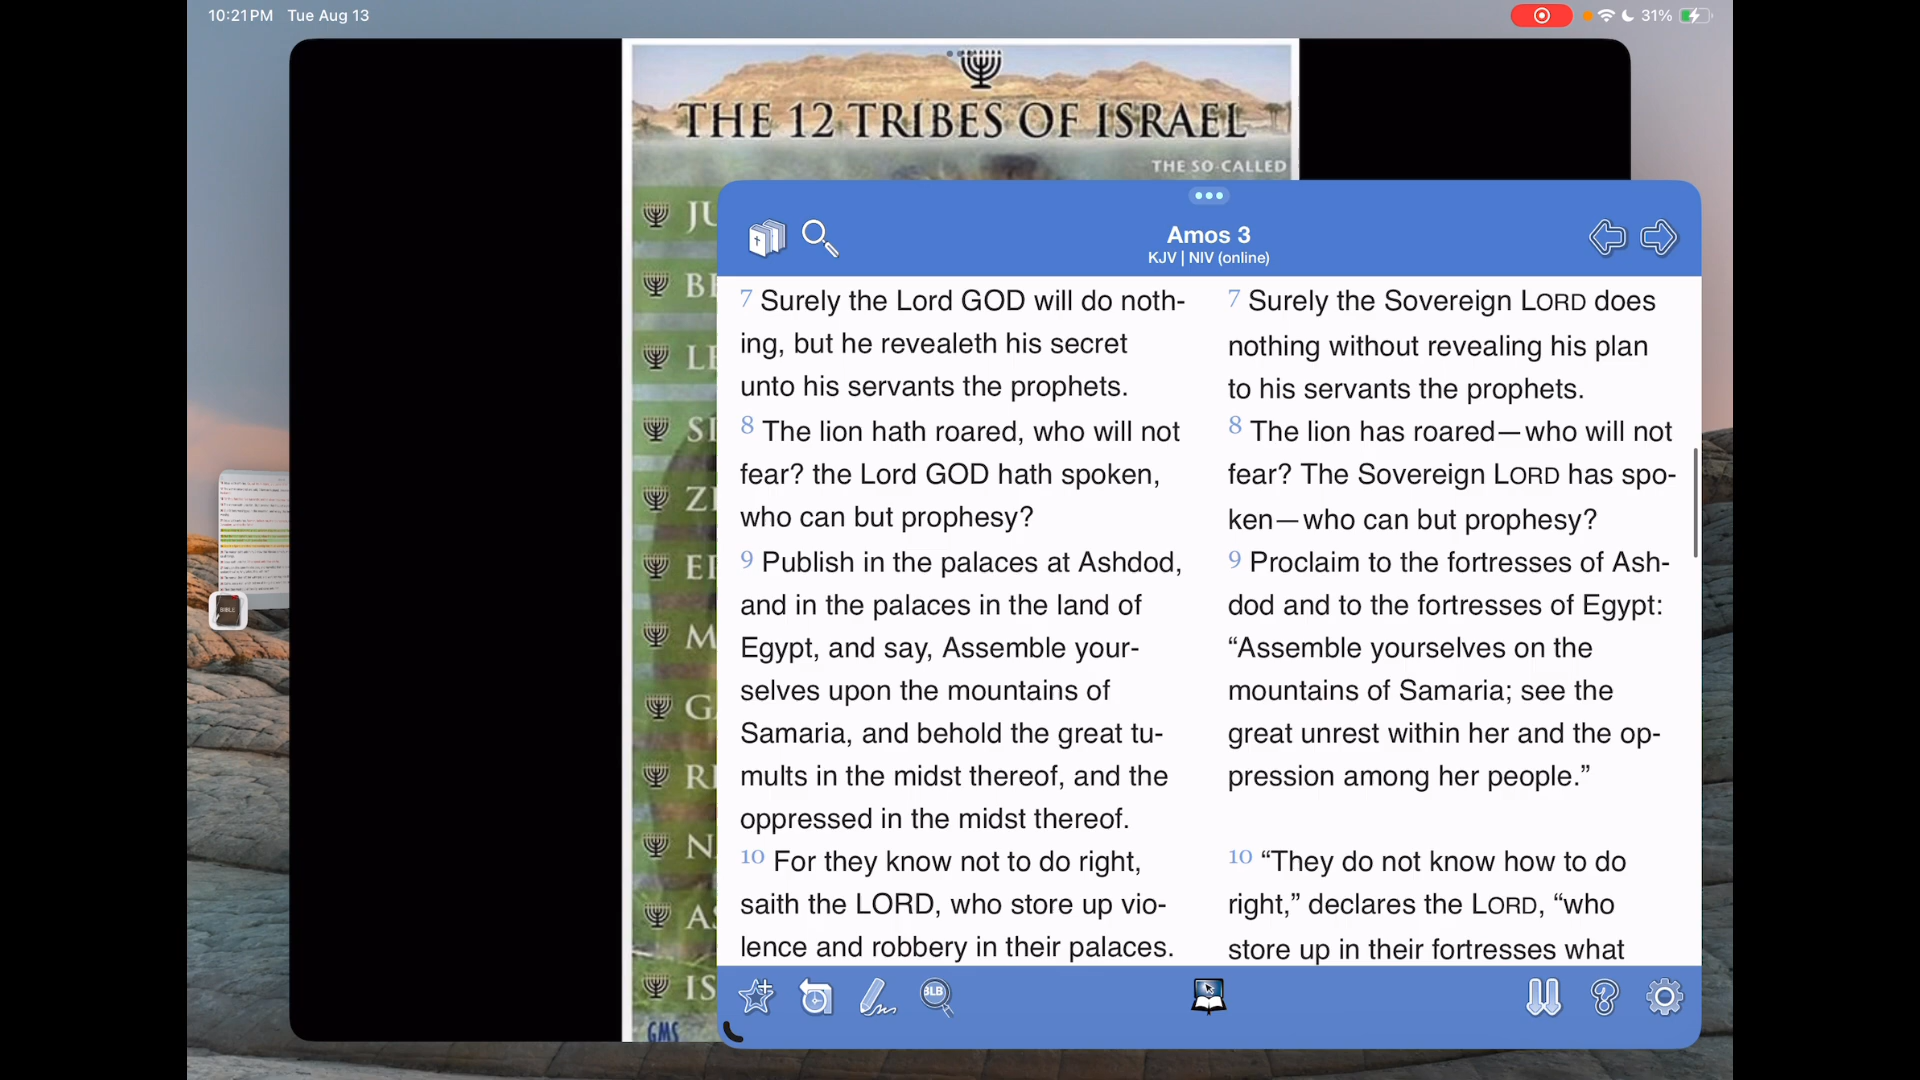 10:21 PM Tue Aug 13
31%
THE 12 TRIBES OF ISRAEL
THE SO-CALLED
JU
BE
LE
SI
ZE
M
G
NA
AS
IS
GMS
BIBLE
Amos 3
KJV | NIV (online)
7 Surely the Lord GOD will do noth-
ing, but he revealeth his secret
unto his servants the prophets.
8 The lion hath roared, who will not
fear? the Lord GOD hath spoken,
who can but prophesy?
9 Publish in the palaces at Ashdod,
and in the palaces in the land of
Egypt, and say, Assemble your-
selves upon the mountains of
Samaria, and behold the great tu-
mults in the midst thereof, and the
oppressed in the midst thereof.
10 For they know not to do right,
saith the LORD, who store up vio-
lence and robbery in their palaces.
7 Surely the Sovereign LORD does
nothing without revealing his plan
to his servants the prophets.
8 The lion has roared—who will not
fear? The Sovereign LORD has spo-
ken—who can but prophesy?
9 Proclaim to the fortresses of Ash-
dod and to the fortresses of Egypt:
“Assemble yourselves on the
mountains of Samaria; see the
great unrest within her and the op-
pression among her people.”
10 “They do not know how to do
right,” declares the LORD, “who
store up in their fortresses what
BLB